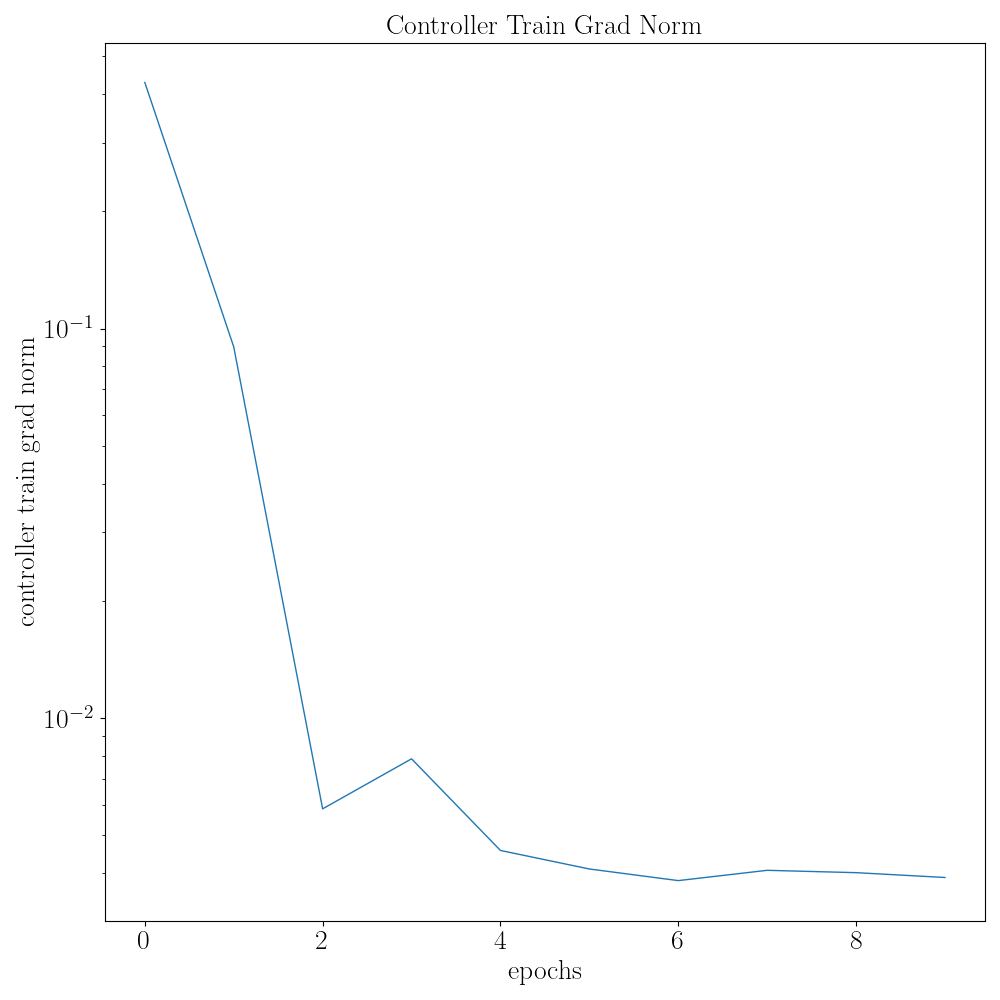 Controller Train Grad Norm
controller train grad norm
10⁻¹
10⁻²
0 2 4 6 8
epochs